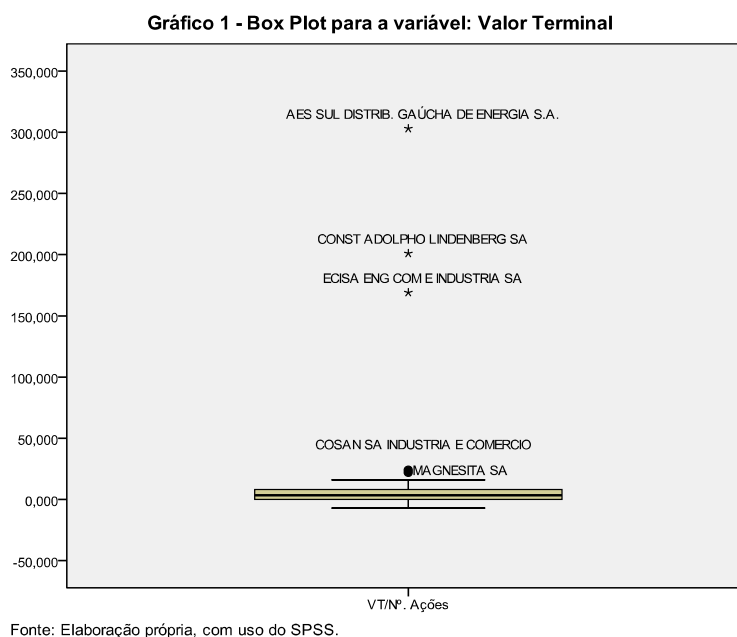 Gráfico 1 - Box Plot para a variável: Valor Terminal
350,000
AES SUL DISTRIB. GAÚCHA DE ENERGIA S.A.
300,000
250,000
CONST ADOLPHO LINDENBERG SA
200,000
ECISA ENG COM E INDUSTRIA SA
150,000
100,000
50,000
COSAN SA INDUSTRIA E COMERCIO
MAGNESITA SA
0,000
-50,000
VT/Nº. Ações
Fonte: Elaboração própria, com uso do SPSS.